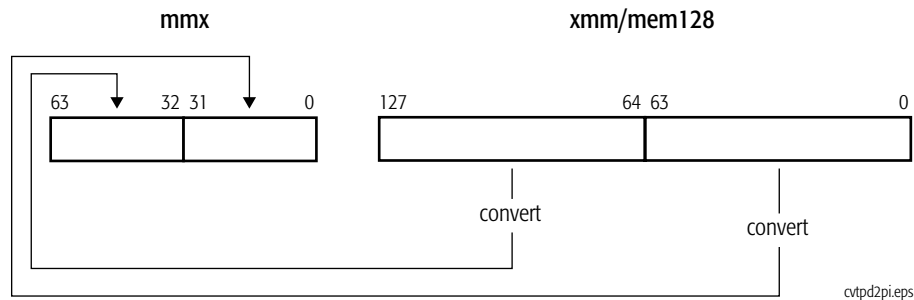 mmx xmm/mem128
63 32 31 0 127 64 63 0
convert
convert
cvtpd2pi.eps